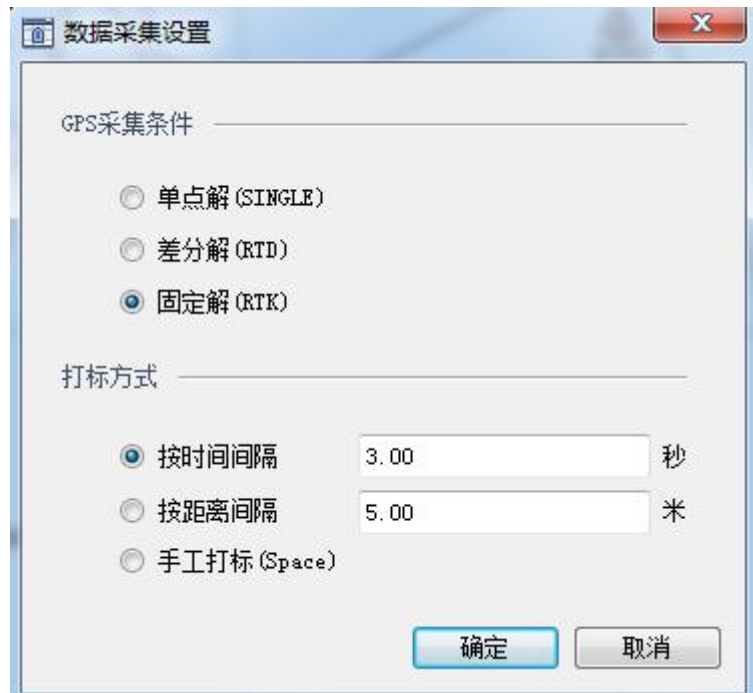 数据采集设置
GPS采集条件
单点解(SINGLE)
差分解(RTD)
固定解(RTK)
打标方式
按时间间隔 3.00 秒
按距离间隔 5.00 米
手工打标(Space)
确定 取消